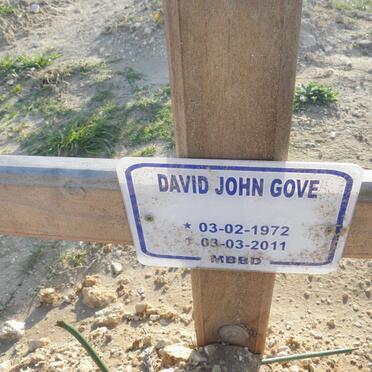 DAVID JOHN GOVE
★ 03-02-1972
† 03-03-2011
MBBD